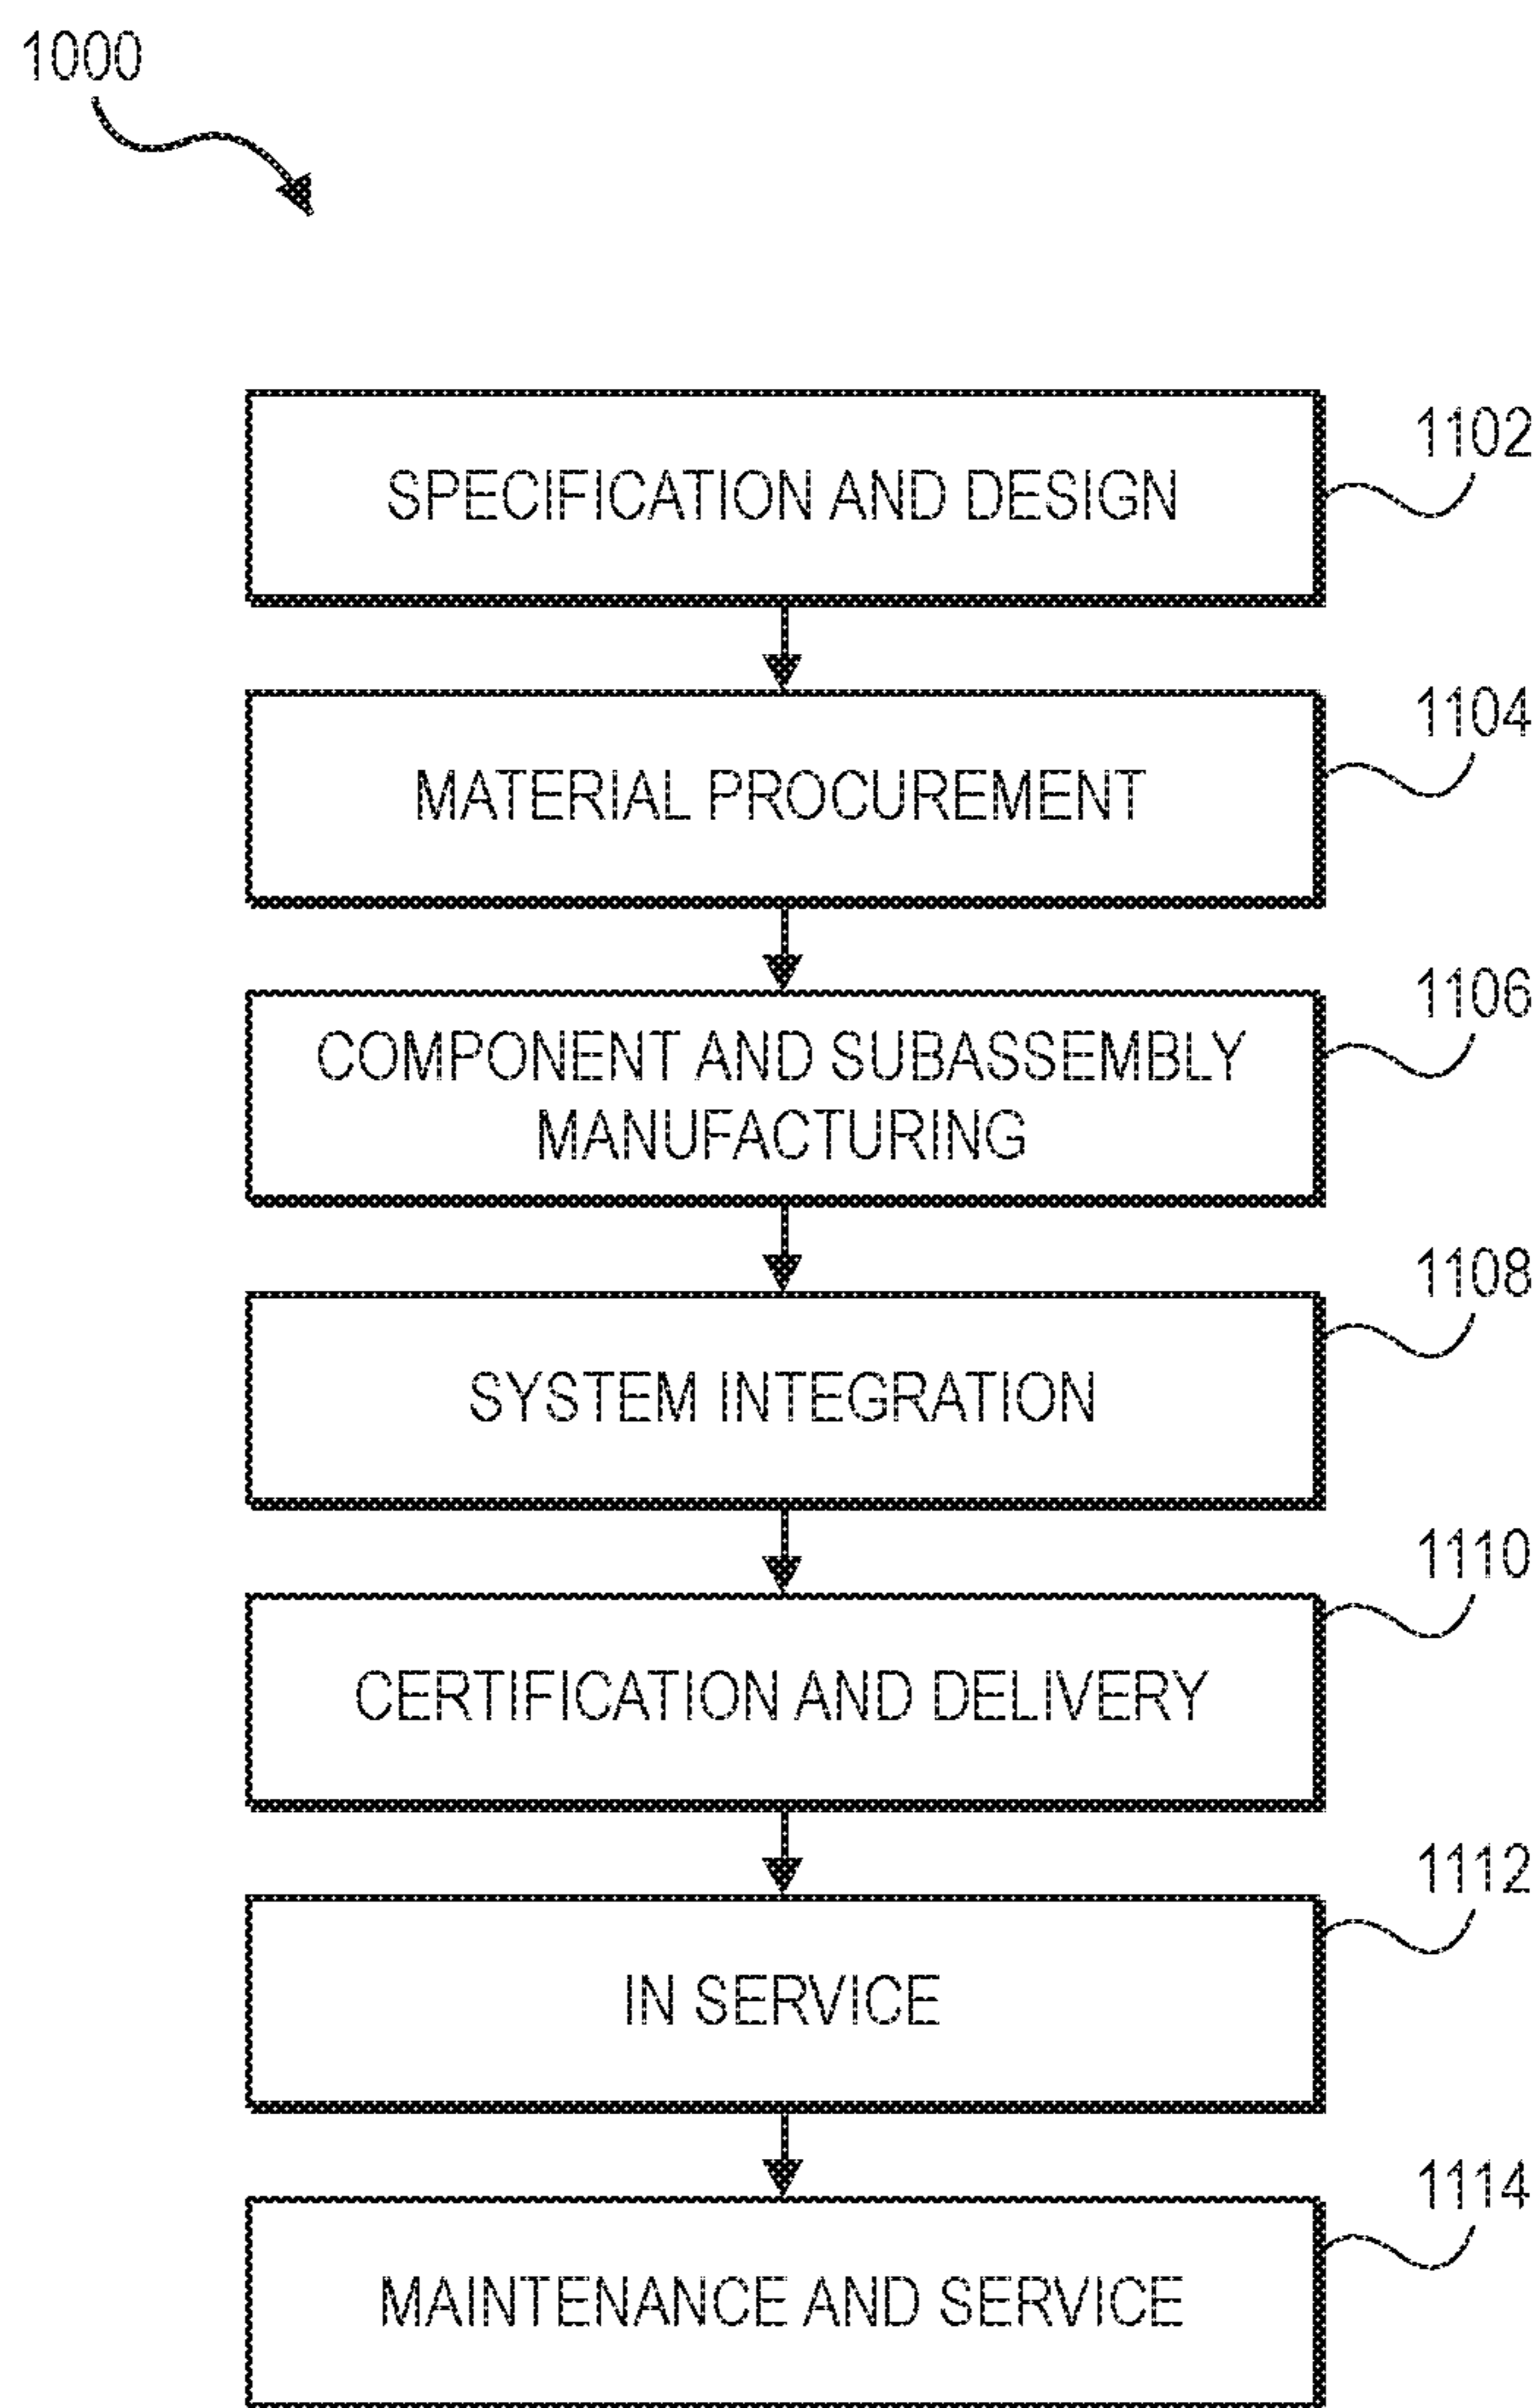 1000
SPECIFICATION AND DESIGN
1102
MATERIAL PROCUREMENT
1104
COMPONENT AND SUBASSEMBLY
MANUFACTURING
1106
SYSTEM INTEGRATION
1108
CERTIFICATION AND DELIVERY
1110
IN SERVICE
1112
MAINTENANCE AND SERVICE
1114